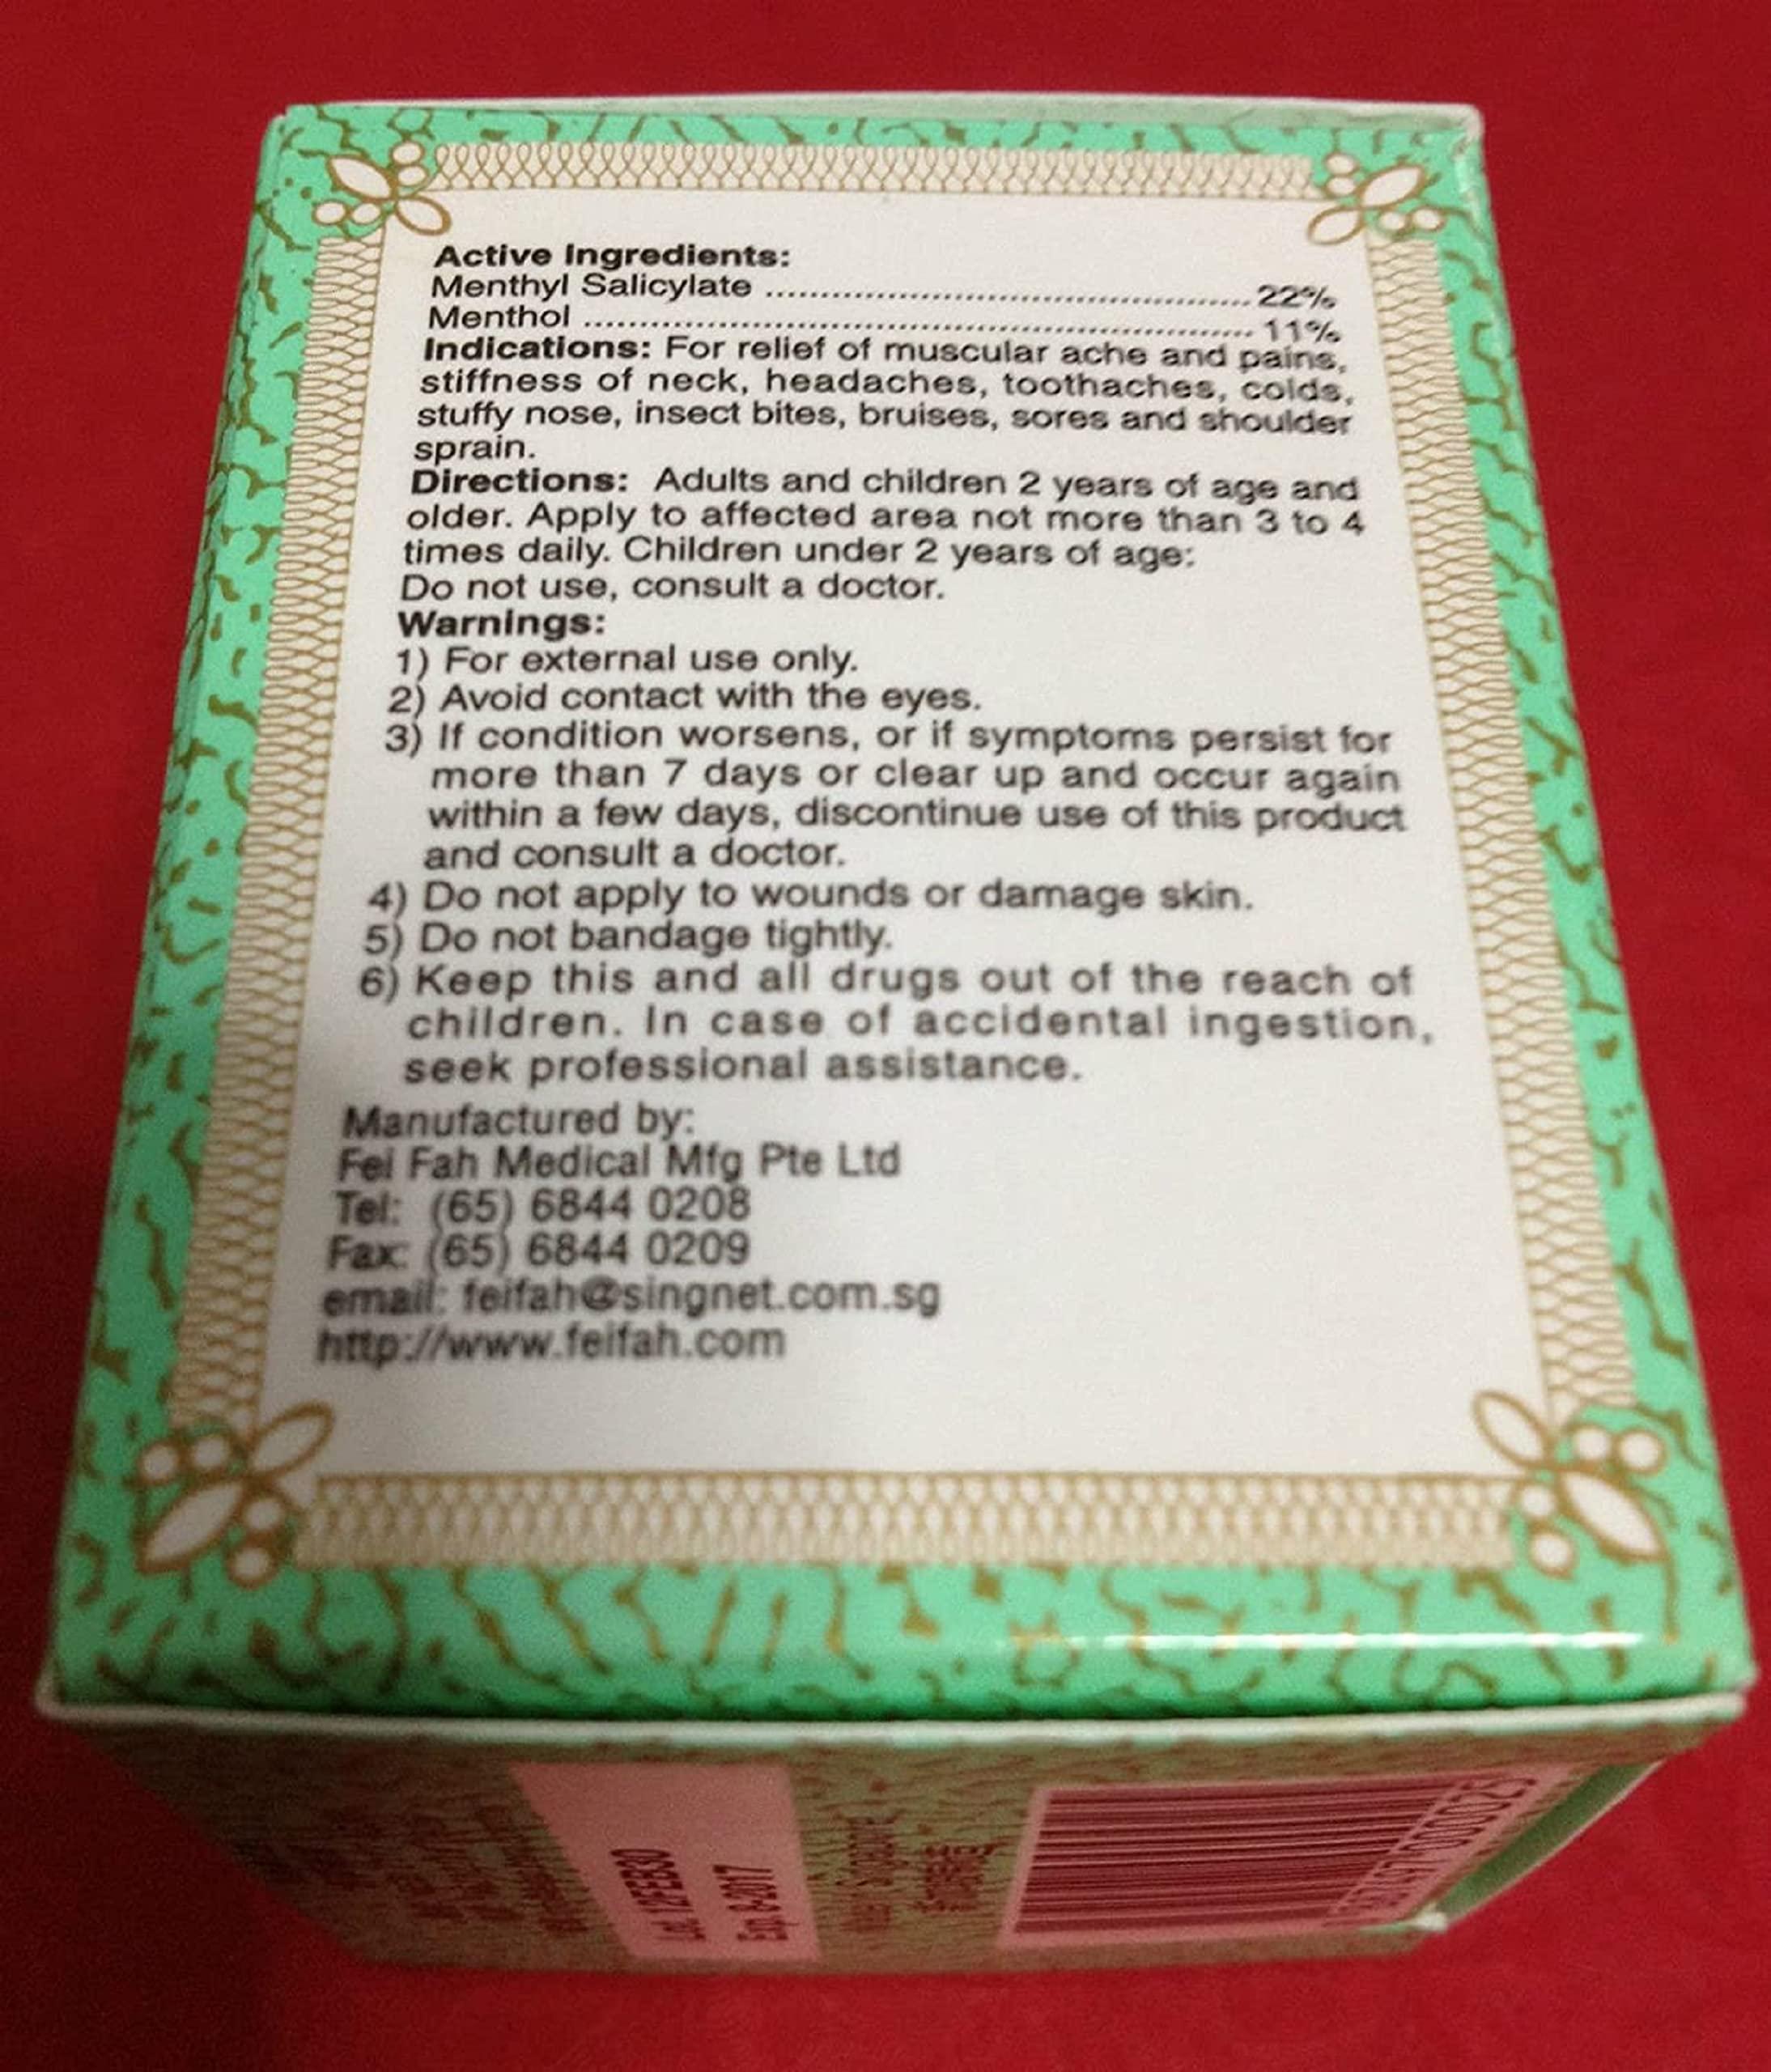 Active Ingredients:
Menthyl Salicylate ............................................. 22%
Menthol .............................................................. 11%
Indications: For relief of muscular ache and pains,
stiffness of neck, headaches, toothaches, colds,
stuffy nose, insect bites, bruises, sores and shoulder
sprain.
Directions: Adults and children 2 years of age and
older. Apply to affected area not more than 3 to 4
times daily. Children under 2 years of age:
Do not use, consult a doctor.
Warnings:
1) For external use only.
2) Avoid contact with the eyes.
3) If condition worsens, or if symptoms persist for
more than 7 days or clear up and occur again
within a few days, discontinue use of this product
and consult a doctor.
4) Do not apply to wounds or damage skin.
5) Do not bandage tightly.
6) Keep this and all drugs out of the reach of
children. In case of accidental ingestion,
seek professional assistance.
Manufactured by:
Fei Fah Medical Mfg Pte Ltd
Tel: (65) 6844 0208
Fax: (65) 6844 0209
email: feifah@singnet.com.sg
http://www.feifah.com
Exp. 8-2017
Singapore